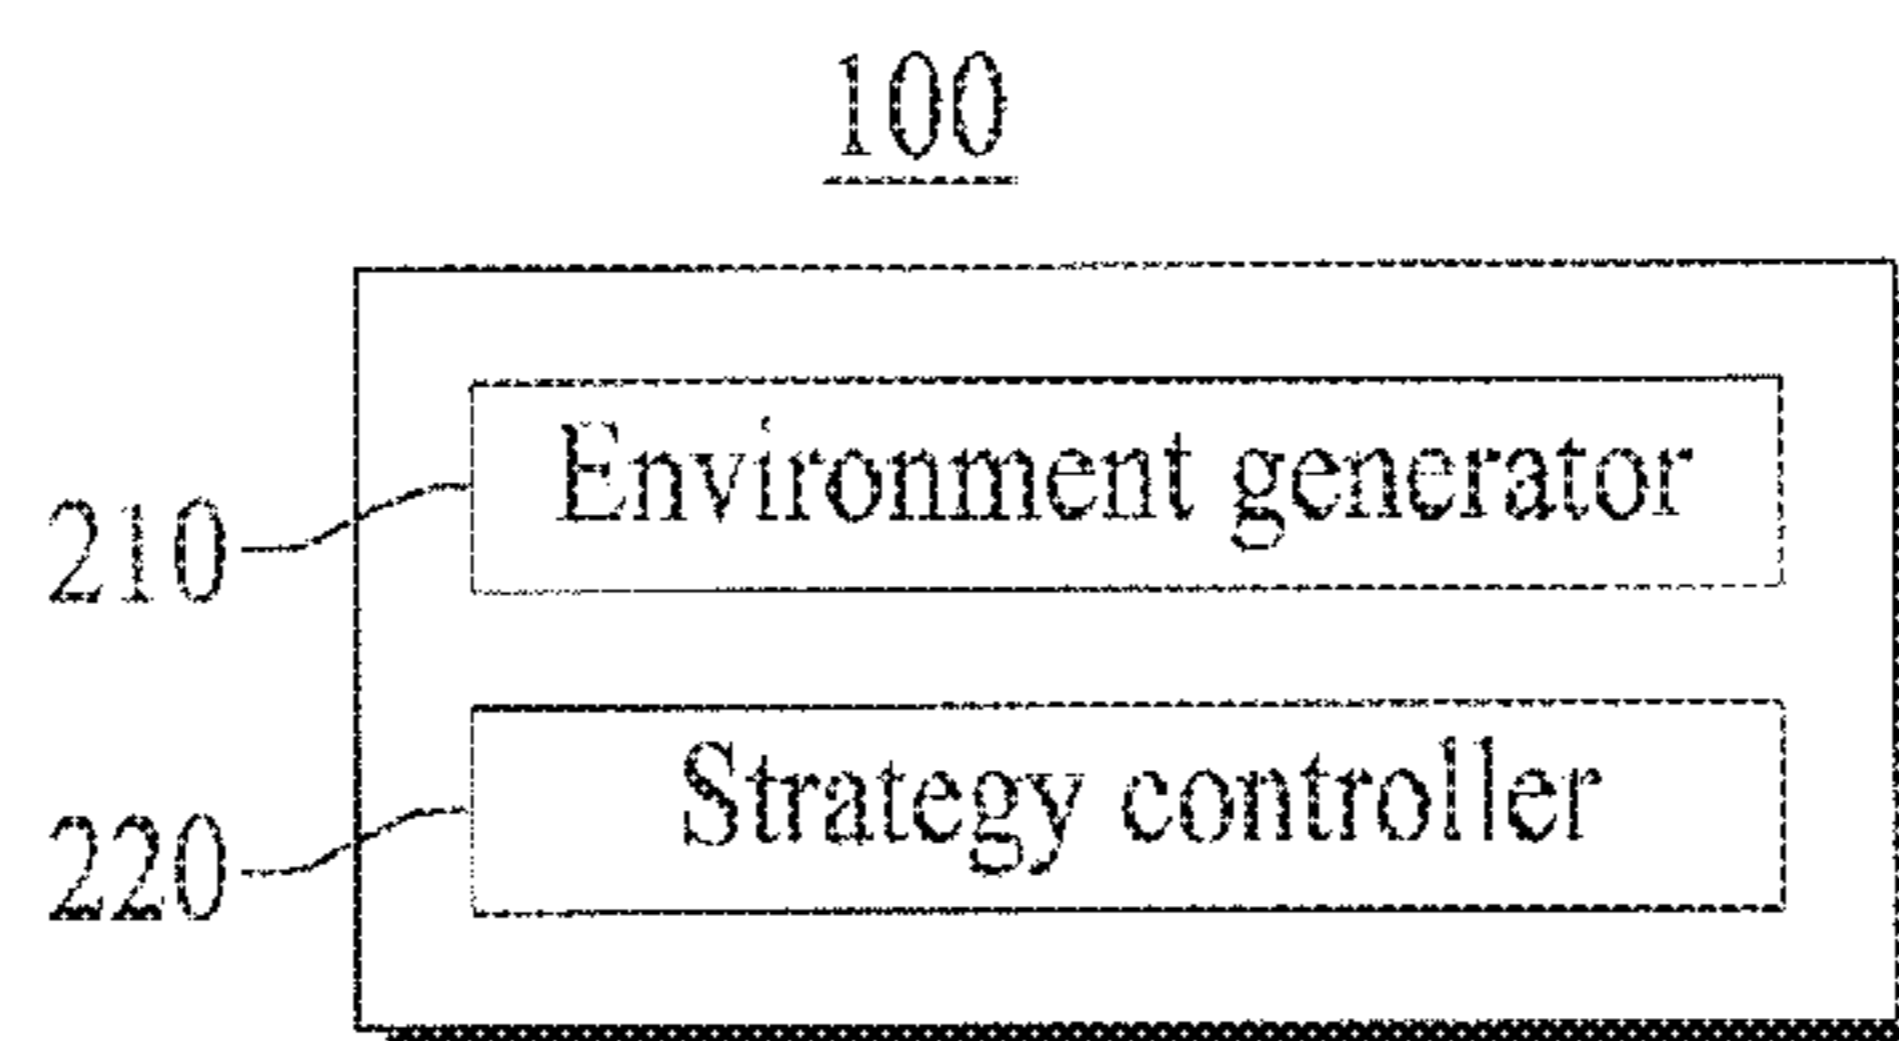 100
210
Environment generator
220
Strategy controller